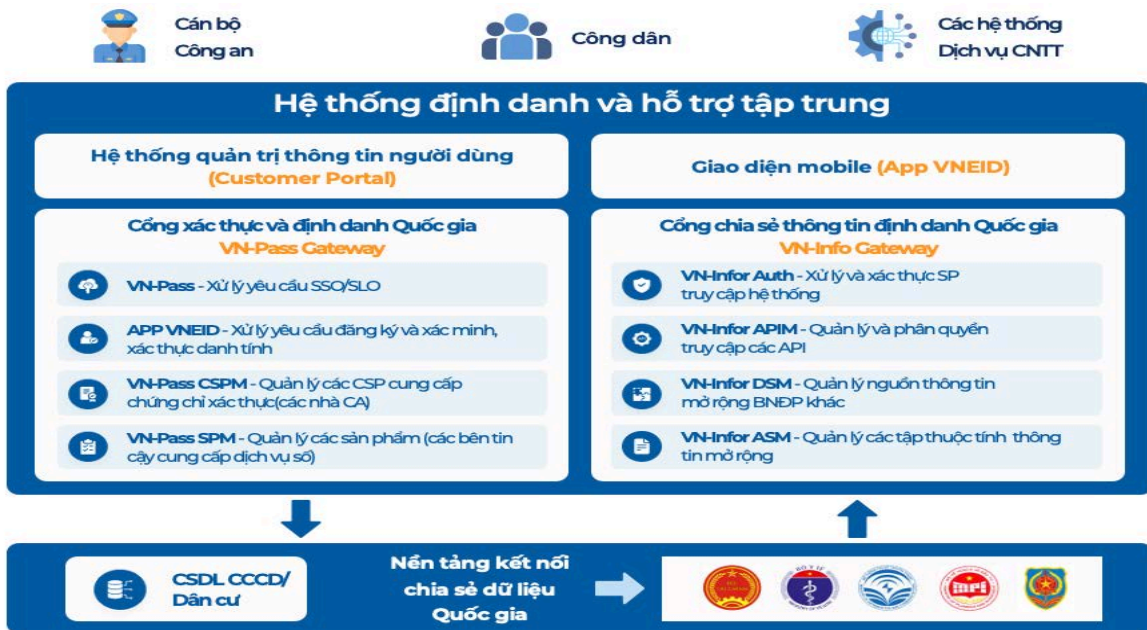 Cán bộ
Công an
Công dân
Các hệ thống
Dịch vụ CNTT
Hệ thống định danh và hỗ trợ tập trung
Hệ thống quản trị thông tin người dùng
(Customer Portal)
Giao diện mobile (App VNEID)
Cổng xác thực và định danh Quốc gia
VN-Pass Gateway
VN-Pass - Xử lý yêu cầu SSO/SLO
APP VNEID - Xử lý yêu cầu đăng ký và xác minh,
xác thực danh tính
VN-Pass CSPM - Quản lý các CSP cung cấp
chứng chỉ xác thực(các nhà CA)
VN-Pass SPM - Quản lý các sản phẩm (các bên tin
cậy cung cấp dịch vụ số)
Cổng chia sẻ thông tin định danh Quốc gia
VN-Info Gateway
VN-Infor Auth - Xử lý và xác thực SP
truy cập hệ thống
VN-Infor APIM - Quản lý và phân quyền
truy cập các API
VN-Infor DSM - Quản lý nguồn thông tin
mở rộng BNĐP khác
VN-Infor ASM - Quản lý các tập thuộc tính thông
tin mở rộng
CSDL CCCD/
Dân cư
Nền tảng kết nối
chia sẻ dữ liệu
Quốc gia
BỘ Y TẾ
mpi